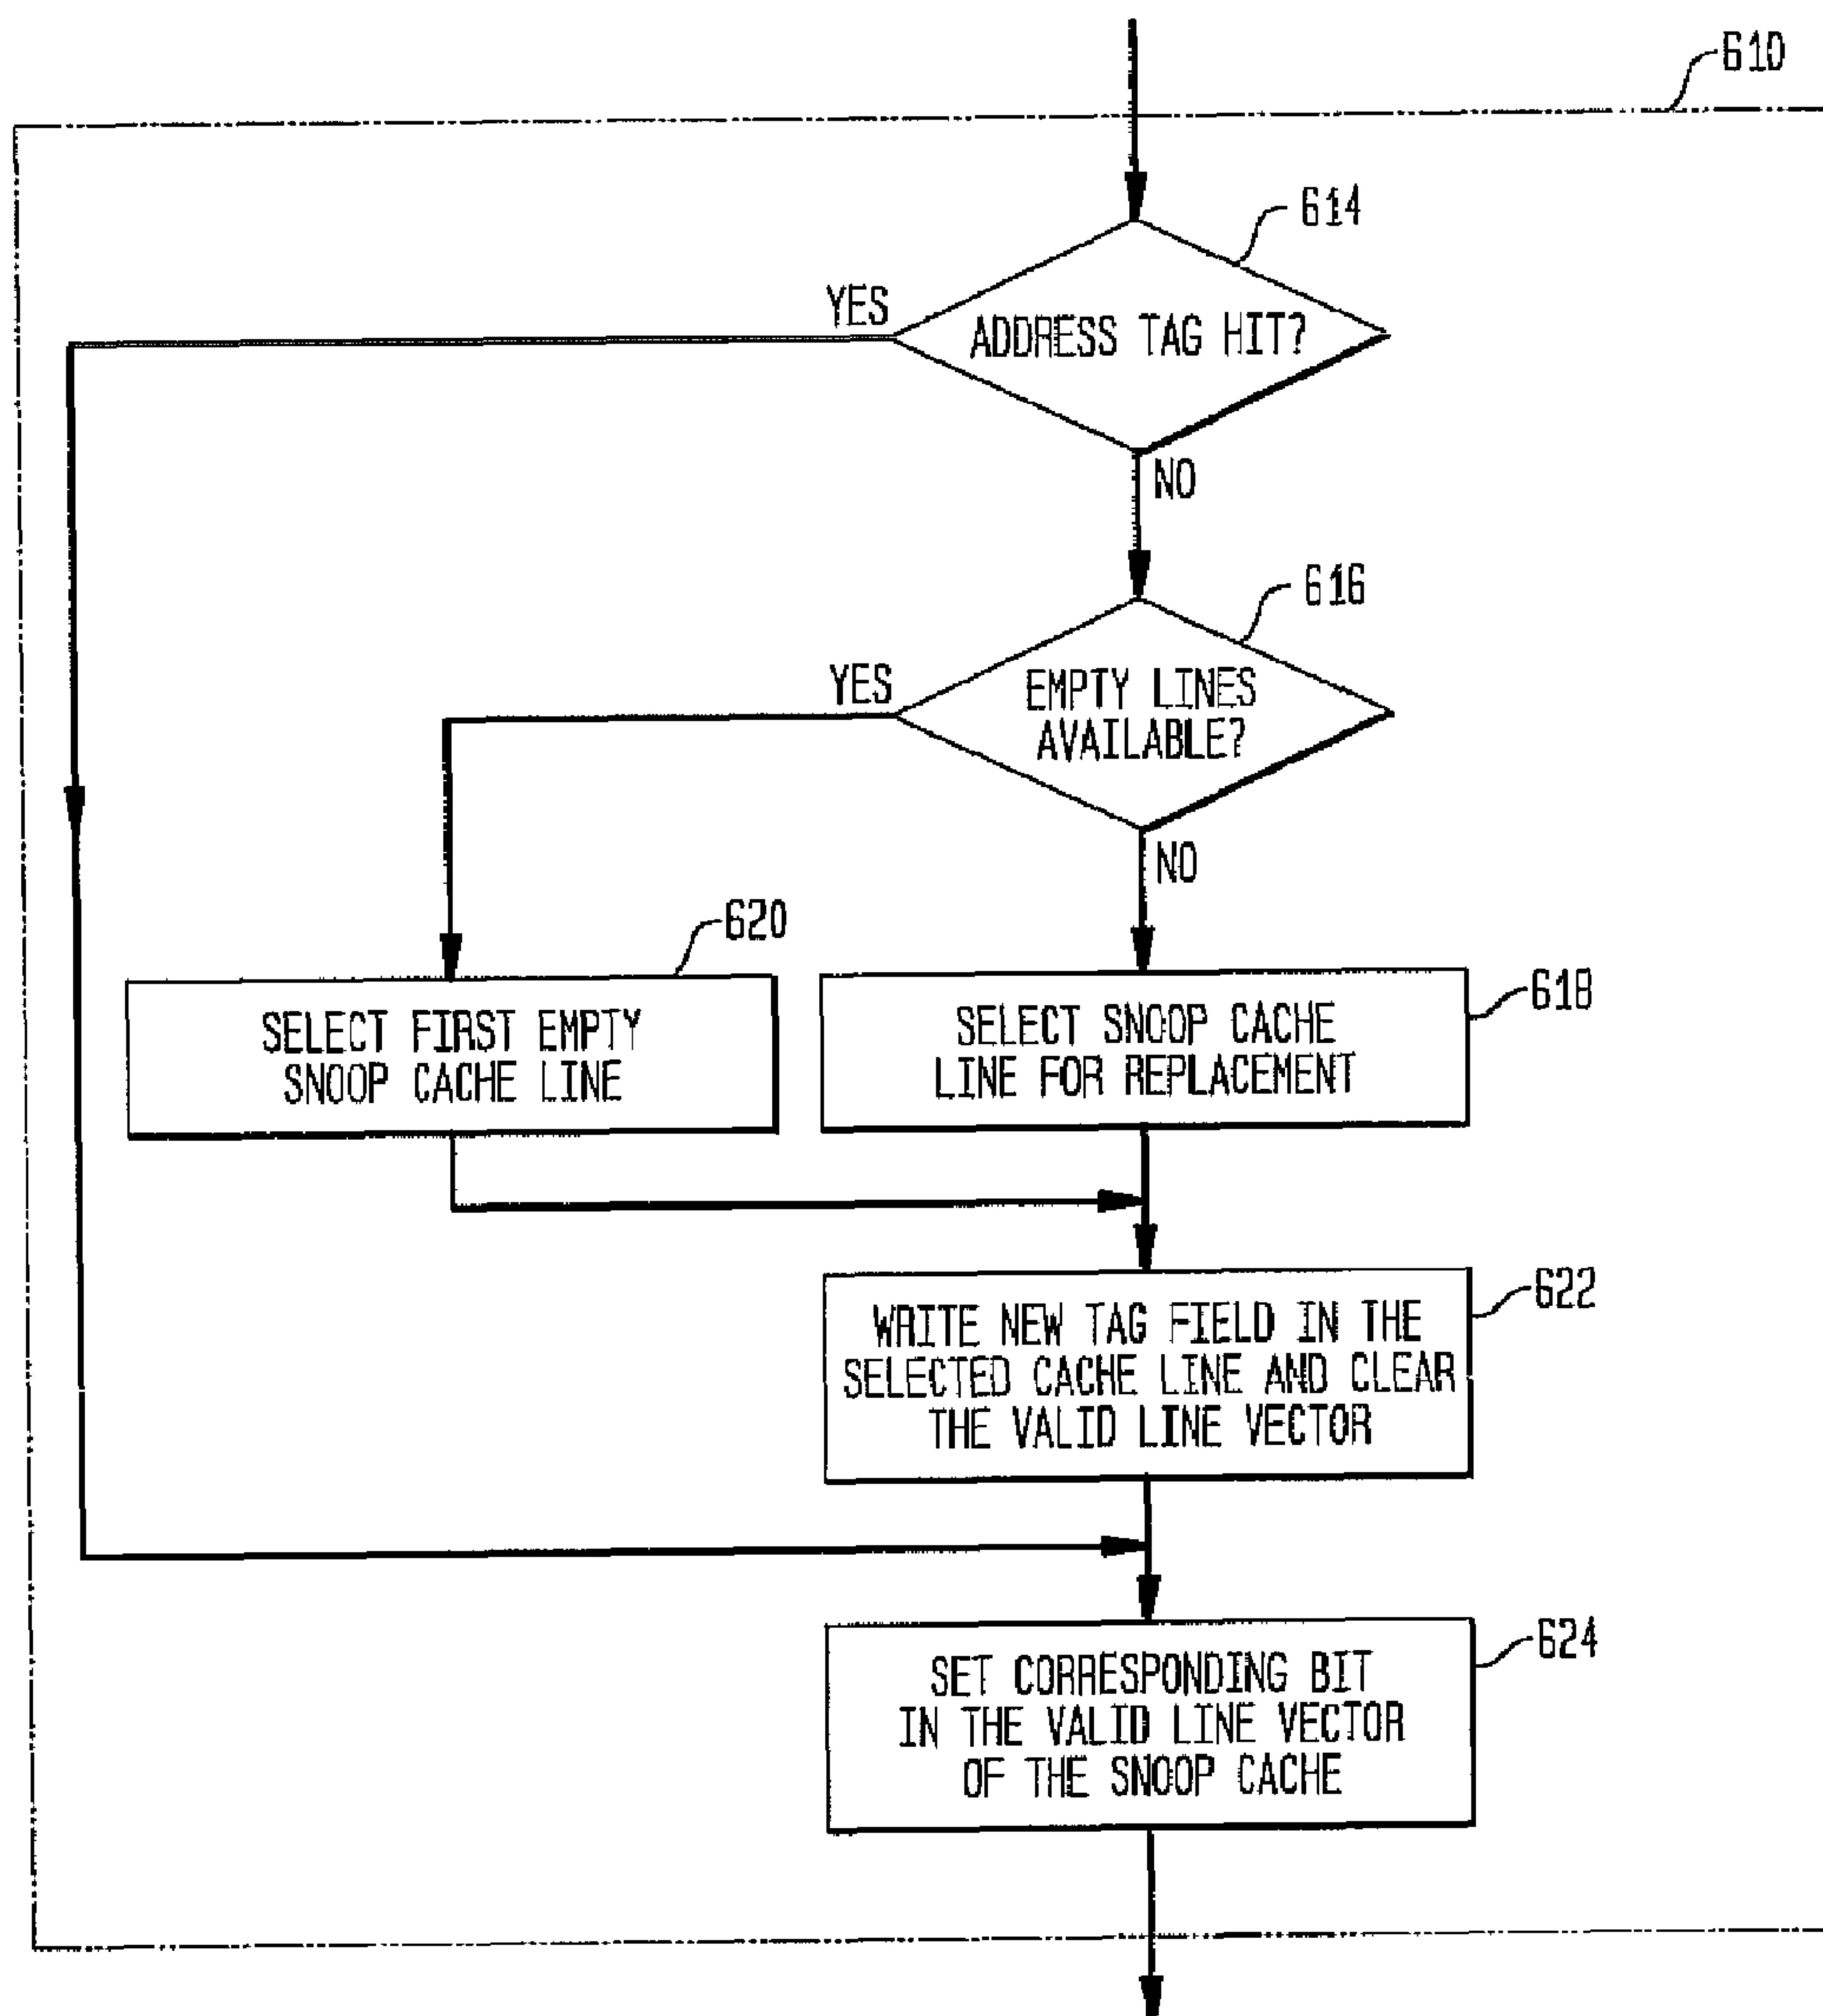 610
614
YES
ADDRESS TAG HIT?
NO
616
YES
EMPTY LINES
AVAILABLE?
NO
620
SELECT FIRST EMPTY
SNOOP CACHE LINE
618
SELECT SNOOP CACHE
LINE FOR REPLACEMENT
622
WRITE NEW TAG FIELD IN THE
SELECTED CACHE LINE AND CLEAR
THE VALID LINE VECTOR
624
SET CORRESPONDING BIT
IN THE VALID LINE VECTOR
OF THE SNOOP CACHE